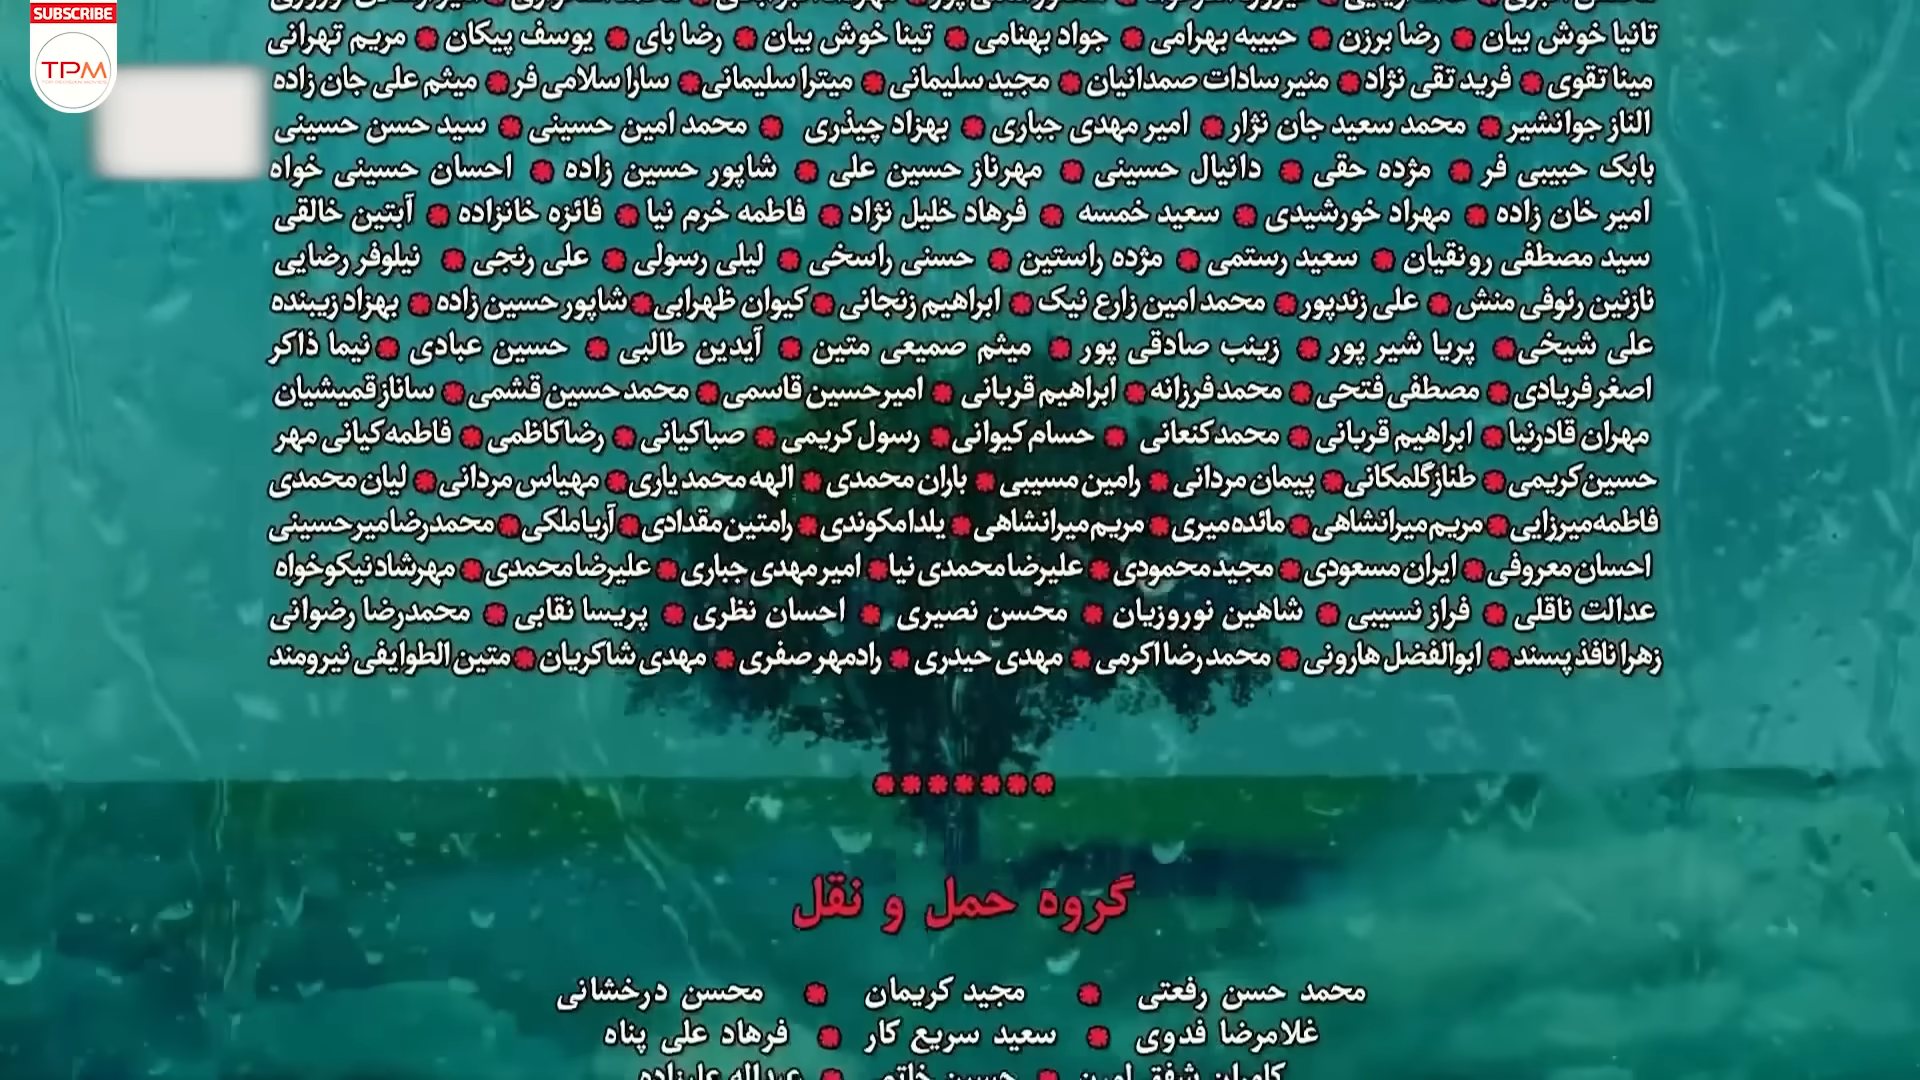 SUBSCRIBE
TPM
تانیا خوش بیان * رضا برزن * حبیبه بهرامی * جواد بهنامی * تینا خوش بیان * رضا بای * یوسف پیکان * مریم تهرانی
مینا تقوی * فرید تقی نژاد * منیر سادات صمدانیان * مجید سلیمانی * میترا سلیمانی * سارا سلامی فر * میثم علی جان زاده
الناز جوانشیر * محمد سعید جان نژار * امیر مهدی جباری * بهزاد چیذری * محمد امین حسینی * سید حسن حسینی
بابک حبیبی فر * مژده حقی * دانیال حسینی * مهرناز حسین علی * شاپور حسین زاده * احسان حسینی خواه
امیر خان زاده * مهراد خورشیدی * سعید خمسه * فرهاد خلیل نژاد * فاطمه خرم نیا * فائزه خانزاده * آبتین خالقی
سید مصطفی رونقیان * سعید رستمی * مژده راستین * حسنی راسخی * لیلی رسولی * علی رنجی * نیلوفر رضایی
نازنین رئوفی منش * علی زندپور * محمد امین زارع نیک * ابراهیم زنجانی * کیوان ظهرابی * شاپور حسین زاده * بهزاد زیبنده
علی شیخی * پریا شیر پور * زینب صادقی پور * میثم صمیعی متین * آیدین طالبی * حسین عبادی * نیما ذاکر
اصغر فریادی * مصطفی فتحی * محمد فرزانه * ابراهیم قربانی * امیرحسین قاسمی * محمد حسین قشمی * ساناز قمیشیان
مهران قادرنیا * ابراهیم قربانی * محمد کنعانی * حسام کیوانی * رسول کریمی * صبا کیانی * رضا کاظمی * فاطمه کیانی مهر
حسین کریمی * طناز گلمکانی * پیمان مردانی * رامین مسیبی * باران محمدی * الهه محمد یاری * مهیاس مردانی * لیان محمدی
فاطمه میرزایی * مریم میرانشاهی * مائده میری * مریم میرانشاهی * یلدا مکوندی * رامتین مقدادی * آریا ملکی * محمدرضا میرحسینی
احسان معروفی * ایران مسعودی * مجید محمودی * علیرضا محمدی نیا * امیر مهدی جباری * علیرضا محمدی * مهرشاد نیکوخواه
عدالت ناقلی * فراز نسیبی * شاهین نوروزیان * محسن نصیری * احسان نظری * پریسا نقابی * محمدرضا رضوانی
زهرا نافذ پسند * ابوالفضل هارونی * محمد رضا اکرمی * مهدی حیدری * رادمهر صفری * مهدی شاکریان * متین الطوایفی نیرومند
*******
گروه حمل و نقل
محمد حسن رفعتی * مجید کریمان * محسن درخشانی
غلامرضا فدوی * سعید سریع کار * فرهاد علی پناه